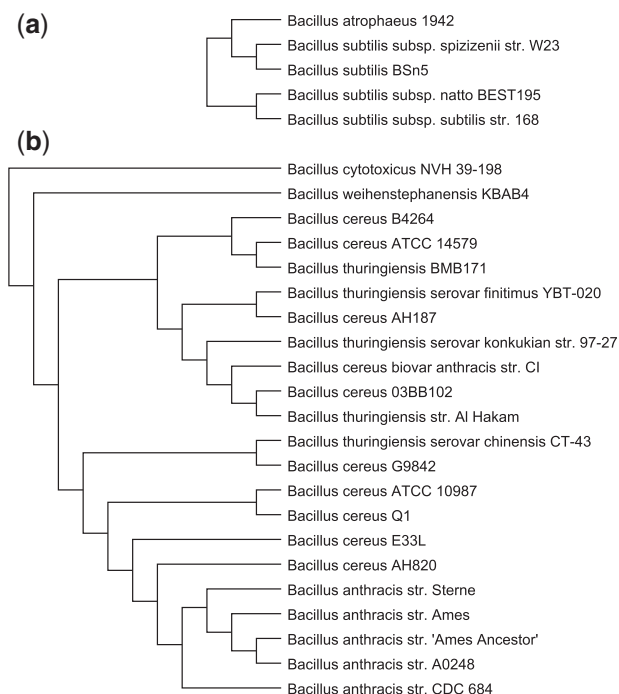 (a)
Bacillus atrophaeus 1942
Bacillus subtilis subsp. spizizenii str. W23
Bacillus subtilis BSn5
Bacillus subtilis subsp. natto BEST195
Bacillus subtilis subsp. subtilis str. 168
(b)
Bacillus cytotoxicus NVH 39-198
Bacillus weihenstephanensis KBAB4
Bacillus cereus B4264
Bacillus cereus ATCC 14579
Bacillus thuringiensis BMB171
Bacillus thuringiensis serovar finitimus YBT-020
Bacillus cereus AH187
Bacillus thuringiensis serovar konkukian str. 97-27
Bacillus cereus biovar anthracis str. CI
Bacillus cereus 03BB102
Bacillus thuringiensis str. Al Hakam
Bacillus thuringiensis serovar chinensis CT-43
Bacillus cereus G9842
Bacillus cereus ATCC 10987
Bacillus cereus Q1
Bacillus cereus E33L
Bacillus cereus AH820
Bacillus anthracis str. Sterne
Bacillus anthracis str. Ames
Bacillus anthracis str. 'Ames Ancestor'
Bacillus anthracis str. A0248
Bacillus anthracis str. CDC 684